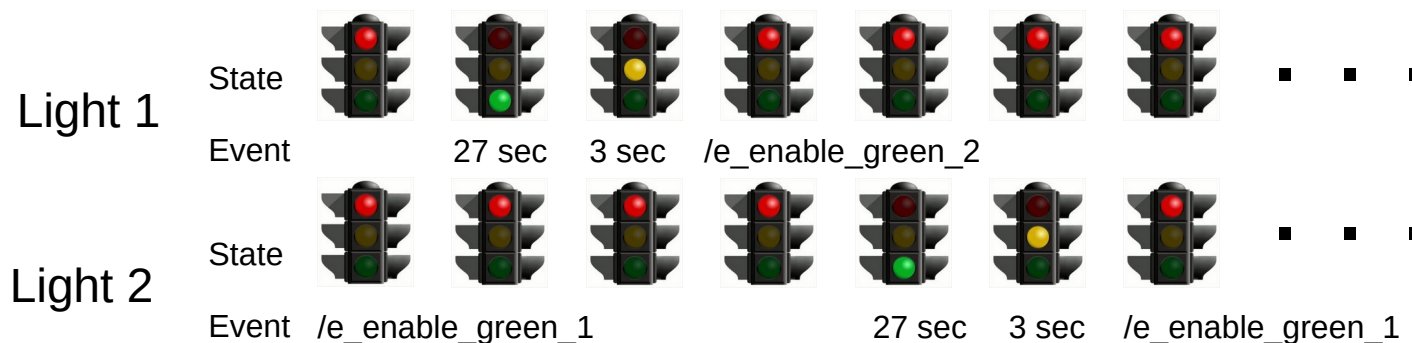 Light 1
State
Event 27 sec 3 sec /e_enable_green_2
Light 2
State
Event /e_enable_green_1 27 sec 3 sec /e_enable_green_1